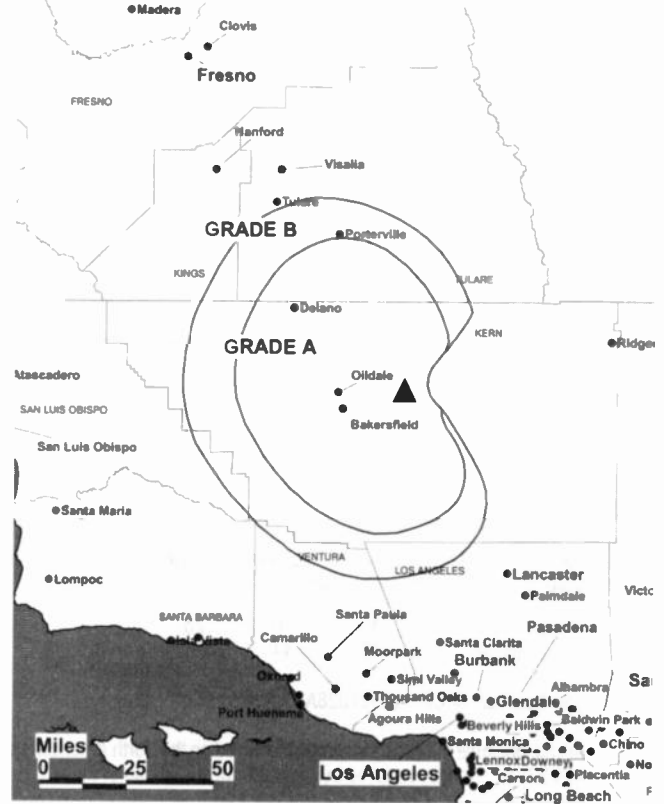 Madera
Clovis
Fresno
FRESNO
Hanford
Visalia
Tulare
GRADE B
Porterville
KINGS
TULARE
Delano
KERN
GRADE A
Oildale
Bakersfield
Atascadero
SAN LUIS OBISPO
San Luis Obispo
Santa Maria
VENTURA
LOS ANGELES
Lancaster
Lompoc
Palmdale
Victo
SANTA BARBARA
Santa Paula
Camarillo
Pasadena
Santa Clarita
Moorpark
Burbank
Simi Valley
Sa
Oxnard
Thousand Oaks
Glendale
Alhambra
Port Hueneme
Agoura Hills
Beverly Hills
Baldwin Park
Santa Monica
Chino
Miles
0 25 50
Los Angeles
Lennox
Downey
No
Carson
Placentia
Long Beach